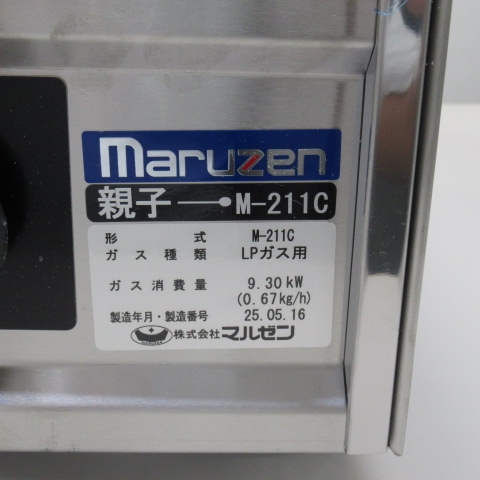 maruzen
親子 M-211C
形式 M-211C
ガス種類 LPガス用
ガス消費量 9.30kW
(0.67kg/h)
製造年月・製造番号 25.05.16
株式会社マルゼン